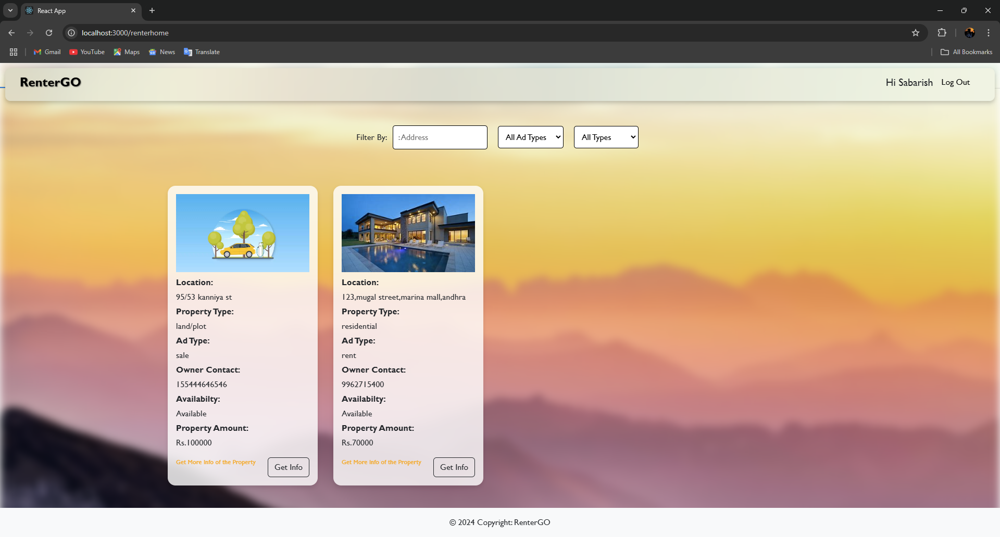 React App
localhost:3000/renterhome
Gmail
YouTube
Maps
News
Translate
All Bookmarks
RenterGO
Hi Sabarish
Log Out
Filter By:
:Address
All Ad Types
All Types
Location:
95/53 kanniya st
Property Type:
land/plot
Ad Type:
sale
Owner Contact:
155444646546
Availabilty:
Available
Property Amount:
Rs.100000
Get More Info of the Property
Get Info
Location:
123,mugal street,marina mall,andhra
Property Type:
residential
Ad Type:
rent
Owner Contact:
9962715400
Availabilty:
Available
Property Amount:
Rs.70000
Get More Info of the Property
Get Info
© 2024 Copyright: RenterGO